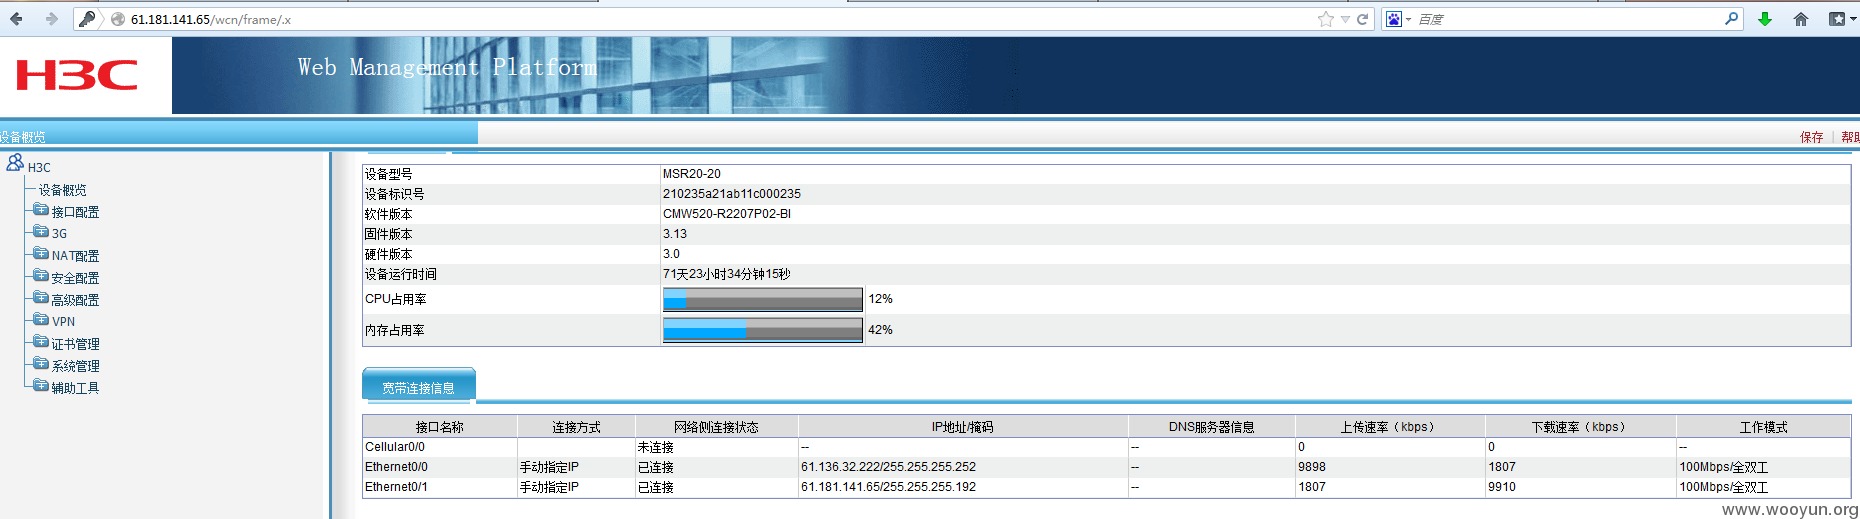 61.181.141.65/wcn/frame/.x
百度
H3C
Web Management Platform
设备概览
保存 | 帮助
H3C
设备概览
接口配置
3G
NAT配置
安全配置
高级配置
VPN
证书管理
系统管理
辅助工具
设备型号 MSR20-20
设备标识号 210235a21ab11c000235
软件版本 CMW520-R2207P02-BI
固件版本 3.13
硬件版本 3.0
设备运行时间 71天23小时34分钟15秒
CPU占用率 12%
内存占用率 42%
宽带连接信息
接口名称 连接方式 网络侧连接状态 IP地址/掩码 DNS服务器信息 上传速率（kbps） 下载速率（kbps） 工作模式
Cellular0/0 未连接 -- -- 0 0 --
Ethernet0/0 手动指定IP 已连接 61.136.32.222/255.255.255.252 -- 9898 1807 100Mbps/全双工
Ethernet0/1 手动指定IP 已连接 61.181.141.65/255.255.255.192 -- 1807 9910 100Mbps/全双工
www.wooyun.org